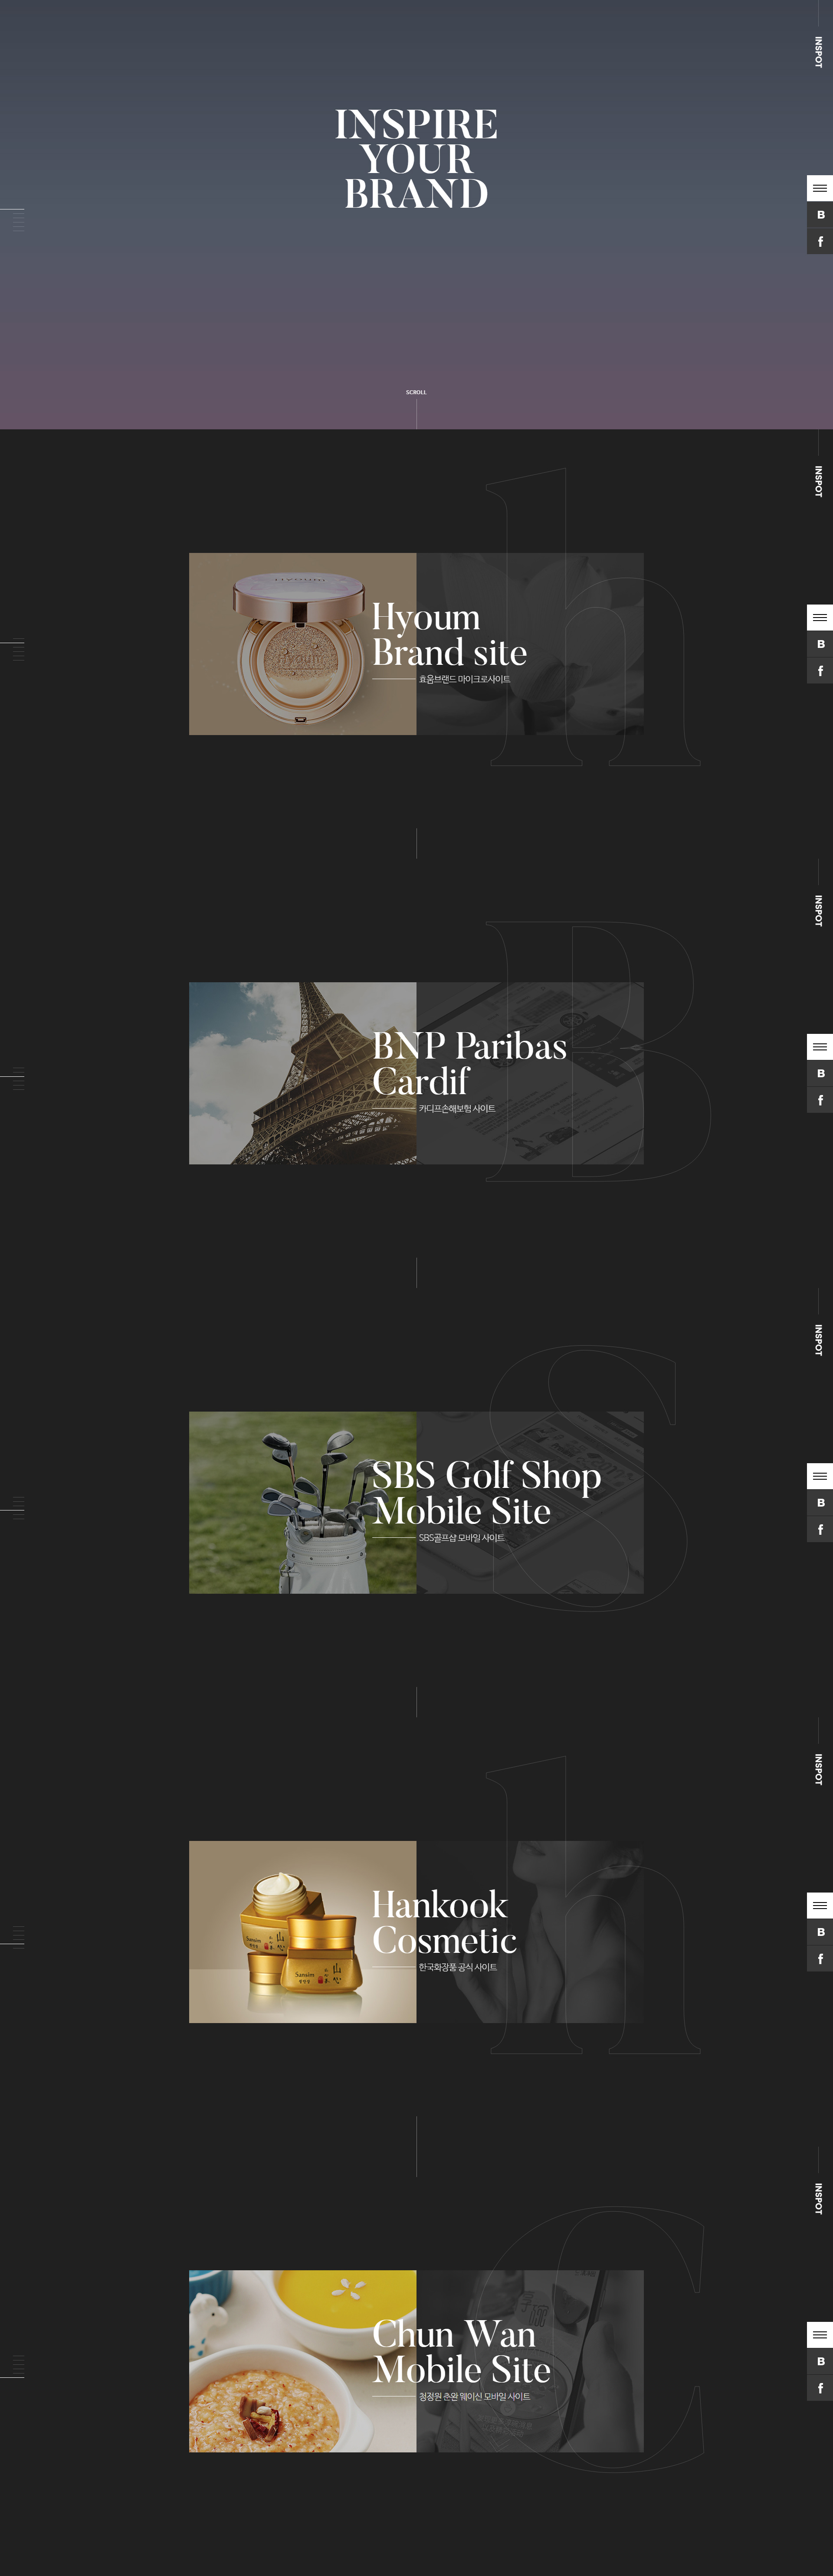 INSPOT
INSPIRE
YOUR
BRAND
B
f
SCROLL
INSPOT
h
Hyoum
Hyoum
Brand site
효움브랜드 마이크로사이트
B
f
INSPOT
B
BNP Paribas
Cardif
카디프손해보험 사이트
B
f
INSPOT
S
SBS Golf Shop
Mobile Site
SBS골프샵 모바일 사이트
B
f
INSPOT
h
Hankook
Cosmetic
Sansim
한국화장품 공식 사이트
B
f
INSPOT
C
Chun Wan
Mobile Site
청정원 츈완 웨이신 모바일 사이트
B
f